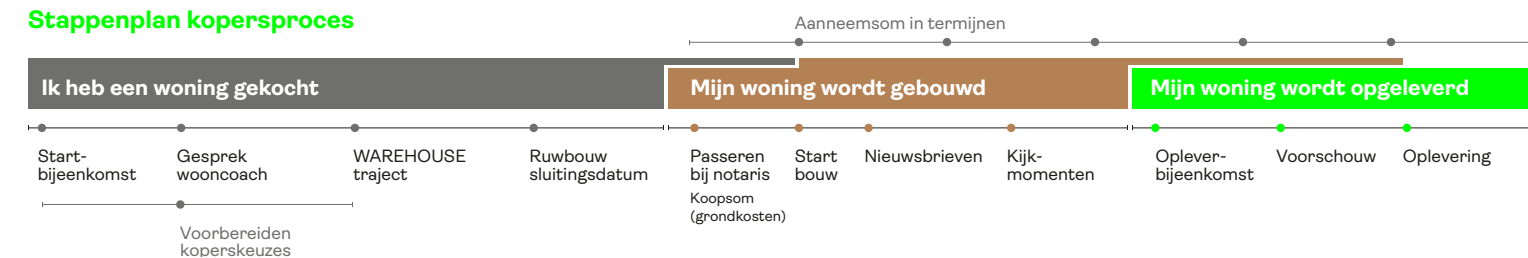 Stappenplan kopersproces
Aanneemsom in termijnen
Ik heb een woning gekocht
Mijn woning wordt gebouwd
Mijn woning wordt opgeleverd
Start-
bijeenkomst
Gesprek
wooncoach
WAREHOUSE
traject
Ruwbouw
sluitingsdatum
Passeren
bij notaris
Koopsom
(grondkosten)
Start
bouw
Nieuwsbrieven
Kijk-
momenten
Oplever-
bijeenkomst
Voorschouw
Oplevering
Voorbereiden
koperskeuzes